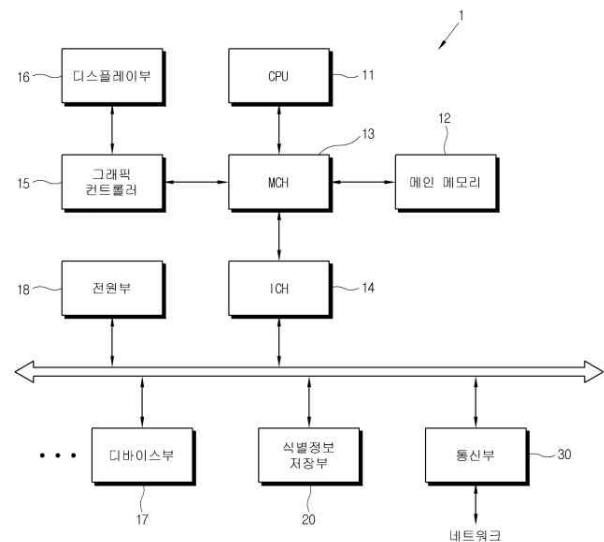 1
16
디스플레이부
CPU
11
13
12
15
그래픽
컨트롤러
MCH
메인 메모리
18
전원부
ICH
14
• • •
디바이스부
식별정보
저장부
통신부
30
17
20
네트워크